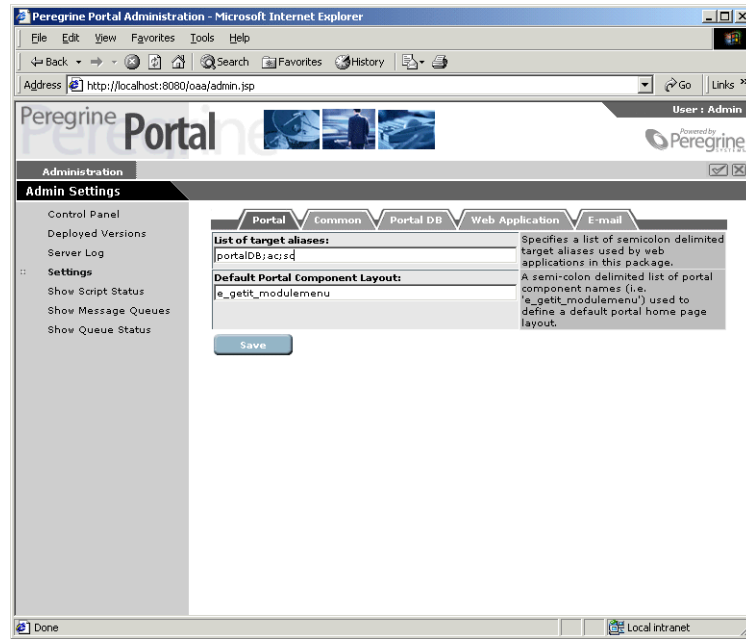 Peregrine Portal Administration - Microsoft Internet Explorer
File Edit View Favorites Tools Help
Back Search Favorites History
Address http://localhost:8080/oaa/admin.jsp Go Links »
Peregrine Portal
User : Admin
Powered by
Peregrine
SYSTEMS
Administration
Admin Settings
Control Panel
Deployed Versions
Server Log
Settings
Show Script Status
Show Message Queues
Show Queue Status
Portal Common Portal DB Web Application E-mail
List of target aliases:
portalDB;ac;sc
Specifies a list of semicolon delimited
target aliases used by web
applications in this package.
Default Portal Component Layout:
e_getit_modulemenu
A semi-colon delimited list of portal
component names (i.e.
'e_getit_modulemenu') used to
define a default portal home page
layout.
Save
Done
Local intranet